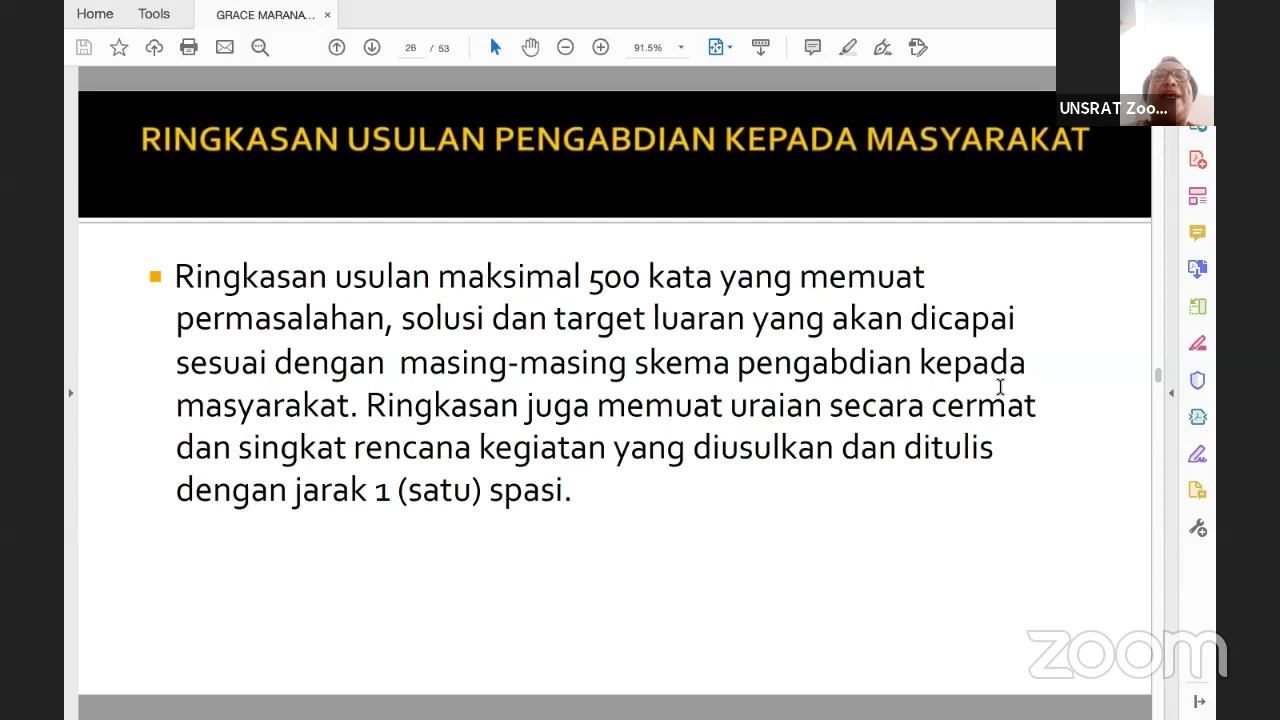 Home Tools GRACE MARANA... ×
26 / 53 91.5%
UNSRAT Zoo...
RINGKASAN USULAN PENGABDIAN KEPADA MASYARAKAT
Ringkasan usulan maksimal 500 kata yang memuat
permasalahan, solusi dan target luaran yang akan dicapai
sesuai dengan masing-masing skema pengabdian kepada
masyarakat. Ringkasan juga memuat uraian secara cermat
dan singkat rencana kegiatan yang diusulkan dan ditulis
dengan jarak 1 (satu) spasi.
zoom